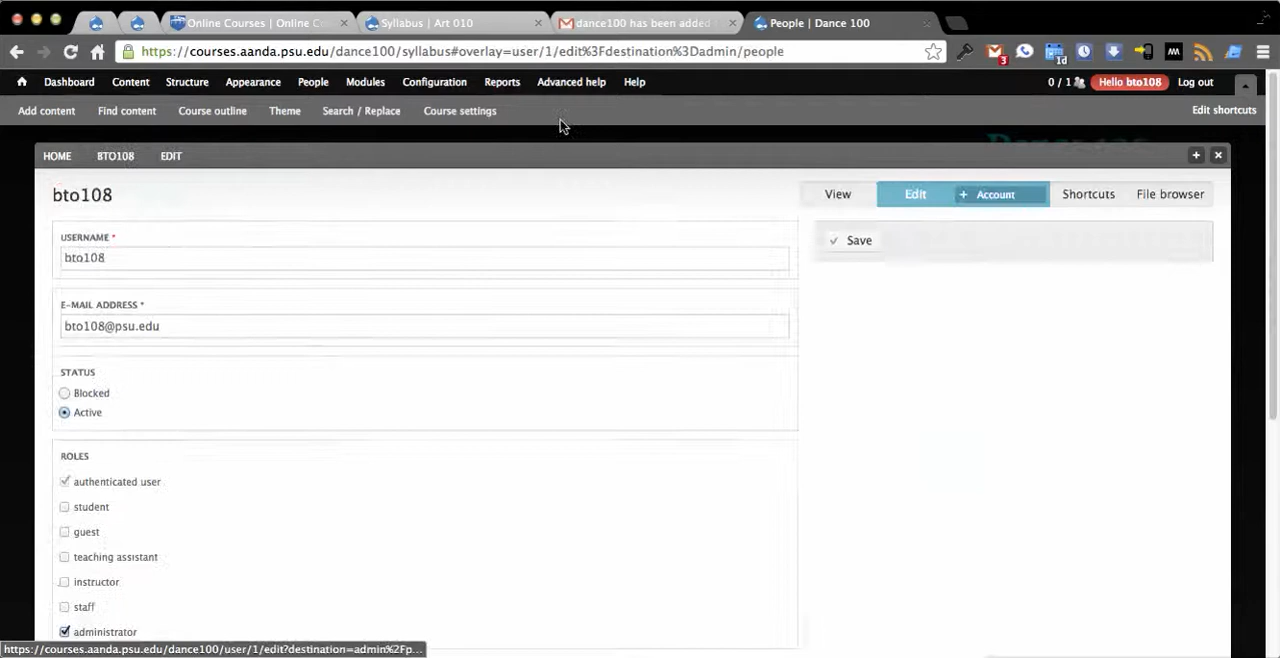 Online Courses | Online C
Syllabus | Art 010
dance100 has been added
People | Dance 100
https://courses.aanda.psu.edu/dance100/syllabus#overlay=user/1/edit%3Fdestination%3Dadmin/people
3
1d
Dashboard Content Structure Appearance People Modules Configuration Reports Advanced help Help
0 / 1 Hello bto108 Log out
Add content Find content Course outline Theme Search / Replace Course settings
Edit shortcuts
HOME BTO108 EDIT
bto108
View Edit + Account Shortcuts File browser
USERNAME *
bto108
Save
E-MAIL ADDRESS *
bto108@psu.edu
STATUS
Blocked
Active
ROLES
authenticated user
student
guest
teaching assistant
instructor
staff
administrator
https://courses.aanda.psu.edu/dance100/user/1/edit?destination=admin%2Fp...